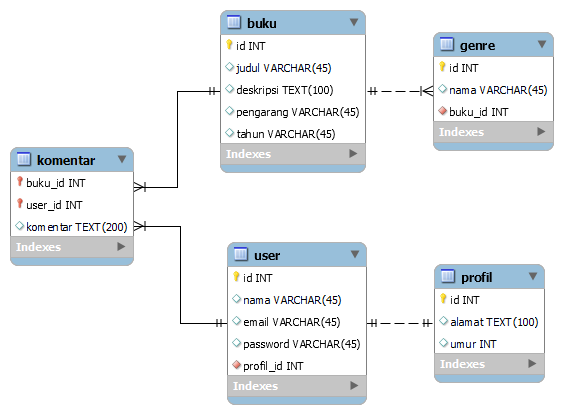 buku
id INT
judul VARCHAR(45)
deskripsi TEXT(100)
pengarang VARCHAR(45)
tahun VARCHAR(45)
Indexes
genre
id INT
nama VARCHAR(45)
buku_id INT
Indexes
komentar
buku_id INT
user_id INT
komentar TEXT(200)
Indexes
user
id INT
nama VARCHAR(45)
email VARCHAR(45)
password VARCHAR(45)
profil_id INT
Indexes
profil
id INT
alamat TEXT(100)
umur INT
Indexes